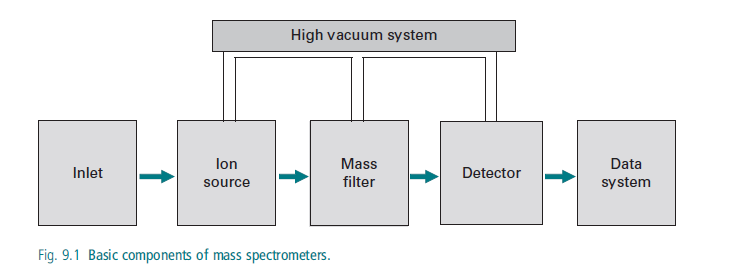 High vacuum system
Inlet
Ion
source
Mass
filter
Detector
Data
system
Fig. 9.1 Basic components of mass spectrometers.